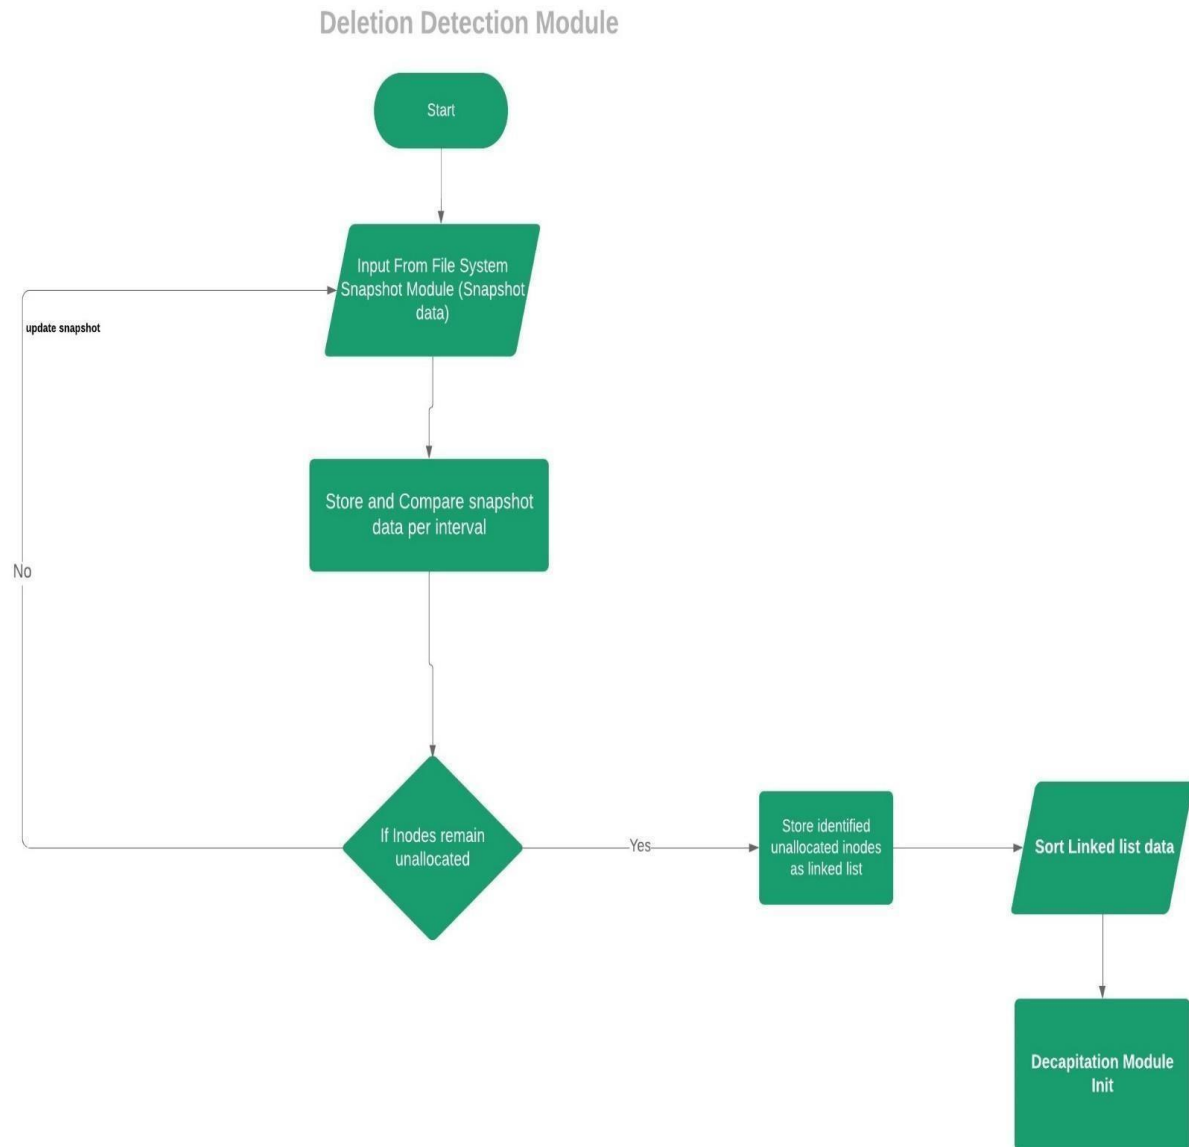 Deletion Detection Module
Start
Input From File System
Snapshot Module (Snapshot
data)
update snapshot
Store and Compare snapshot
data per interval
No
If Inodes remain
unallocated
Yes
Store identified
unallocated inodes
as linked list
Sort Linked list data
Decapitation Module
Init